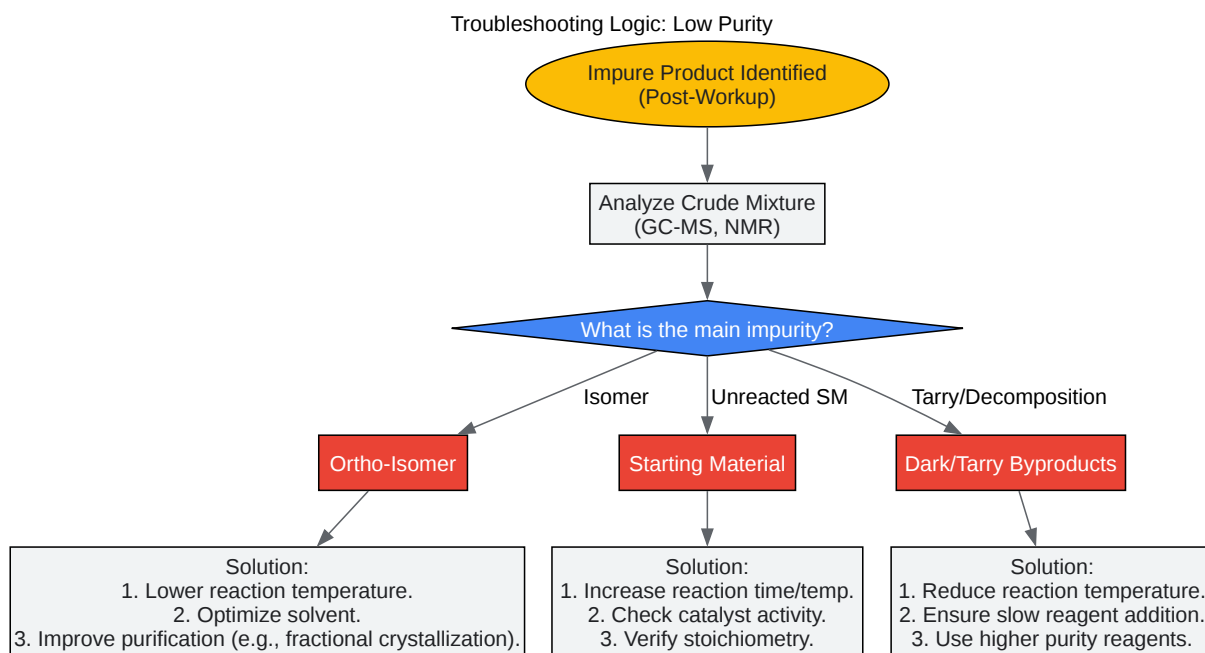 Troubleshooting Logic: Low Purity
Impure Product Identified
(Post-Workup)
Analyze Crude Mixture
(GC-MS, NMR)
What is the main impurity?
Isomer
Unreacted SM
Tarry/Decomposition
Ortho-Isomer
Starting Material
Dark/Tarry Byproducts
Solution:
1. Lower reaction temperature.
2. Optimize solvent.
3. Improve purification (e.g., fractional crystallization).
Solution:
1. Increase reaction time/temp.
2. Check catalyst activity.
3. Verify stoichiometry.
Solution:
1. Reduce reaction temperature.
2. Ensure slow reagent addition.
3. Use higher purity reagents.